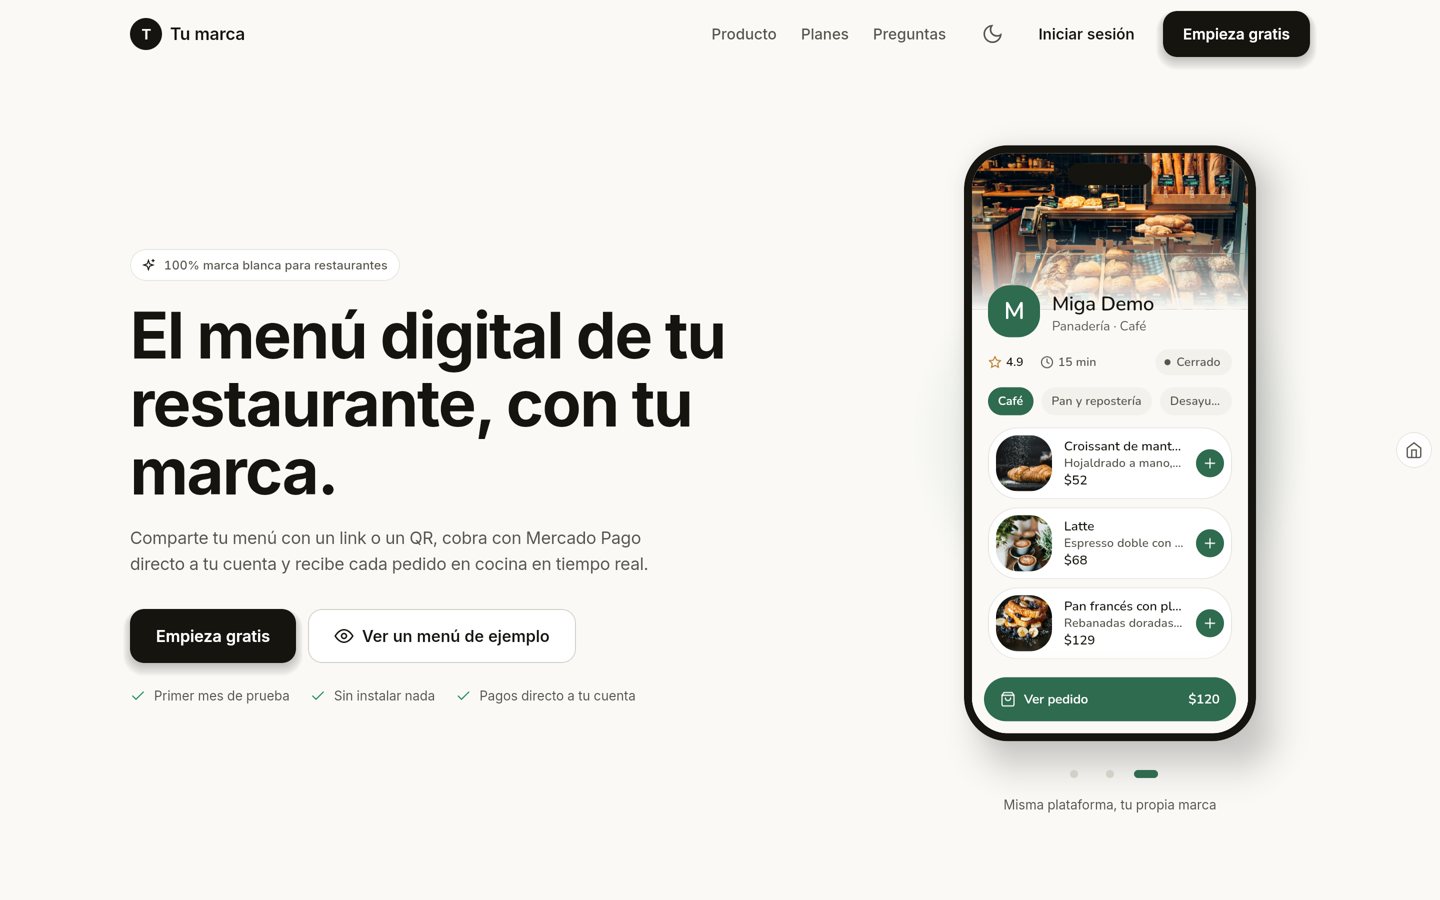 T Tu marca
Producto Planes Preguntas Iniciar sesión Empieza gratis
100% marca blanca para restaurantes
El menú digital de tu
restaurante, con tu
marca.
Comparte tu menú con un link o un QR, cobra con Mercado Pago
directo a tu cuenta y recibe cada pedido en cocina en tiempo real.
Empieza gratis Ver un menú de ejemplo
Primer mes de prueba Sin instalar nada Pagos directo a tu cuenta
M Miga Demo
Panadería · Café
4.9 15 min Cerrado
Café Pan y repostería Desayu...
Croissant de mant...
Hojaldrado a mano,...
$52
Latte
Espresso doble con ...
$68
Pan francés con pl...
Rebanadas doradas...
$129
Ver pedido $120
Misma plataforma, tu propia marca